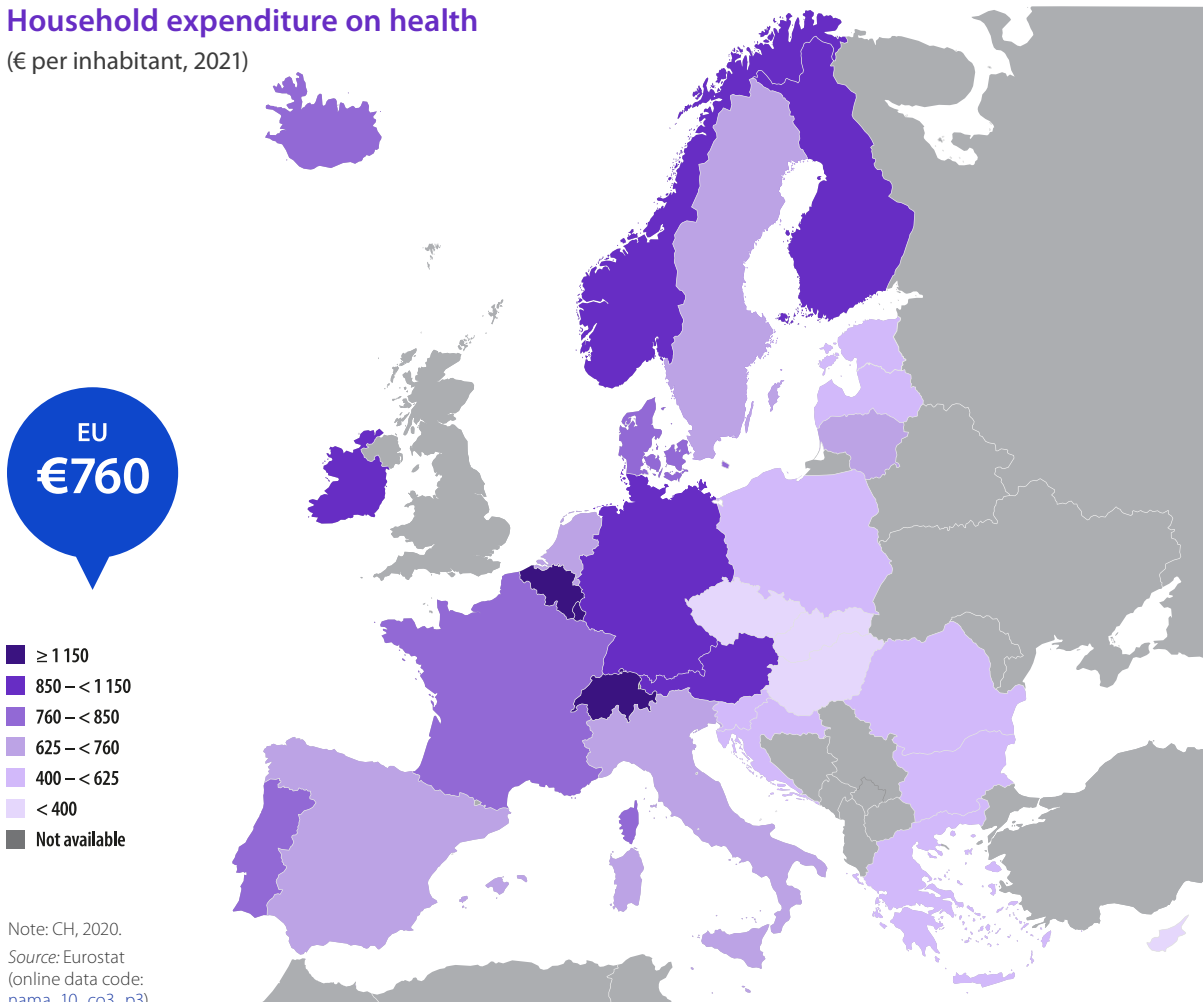 Household expenditure on health
(€ per inhabitant, 2021)
EU
€760
≥ 1 150
850 – < 1 150
760 – < 850
625 – < 760
400 – < 625
< 400
Not available
Note: CH, 2020.
Source: Eurostat
(online data code:
nama_10_co3_p3)